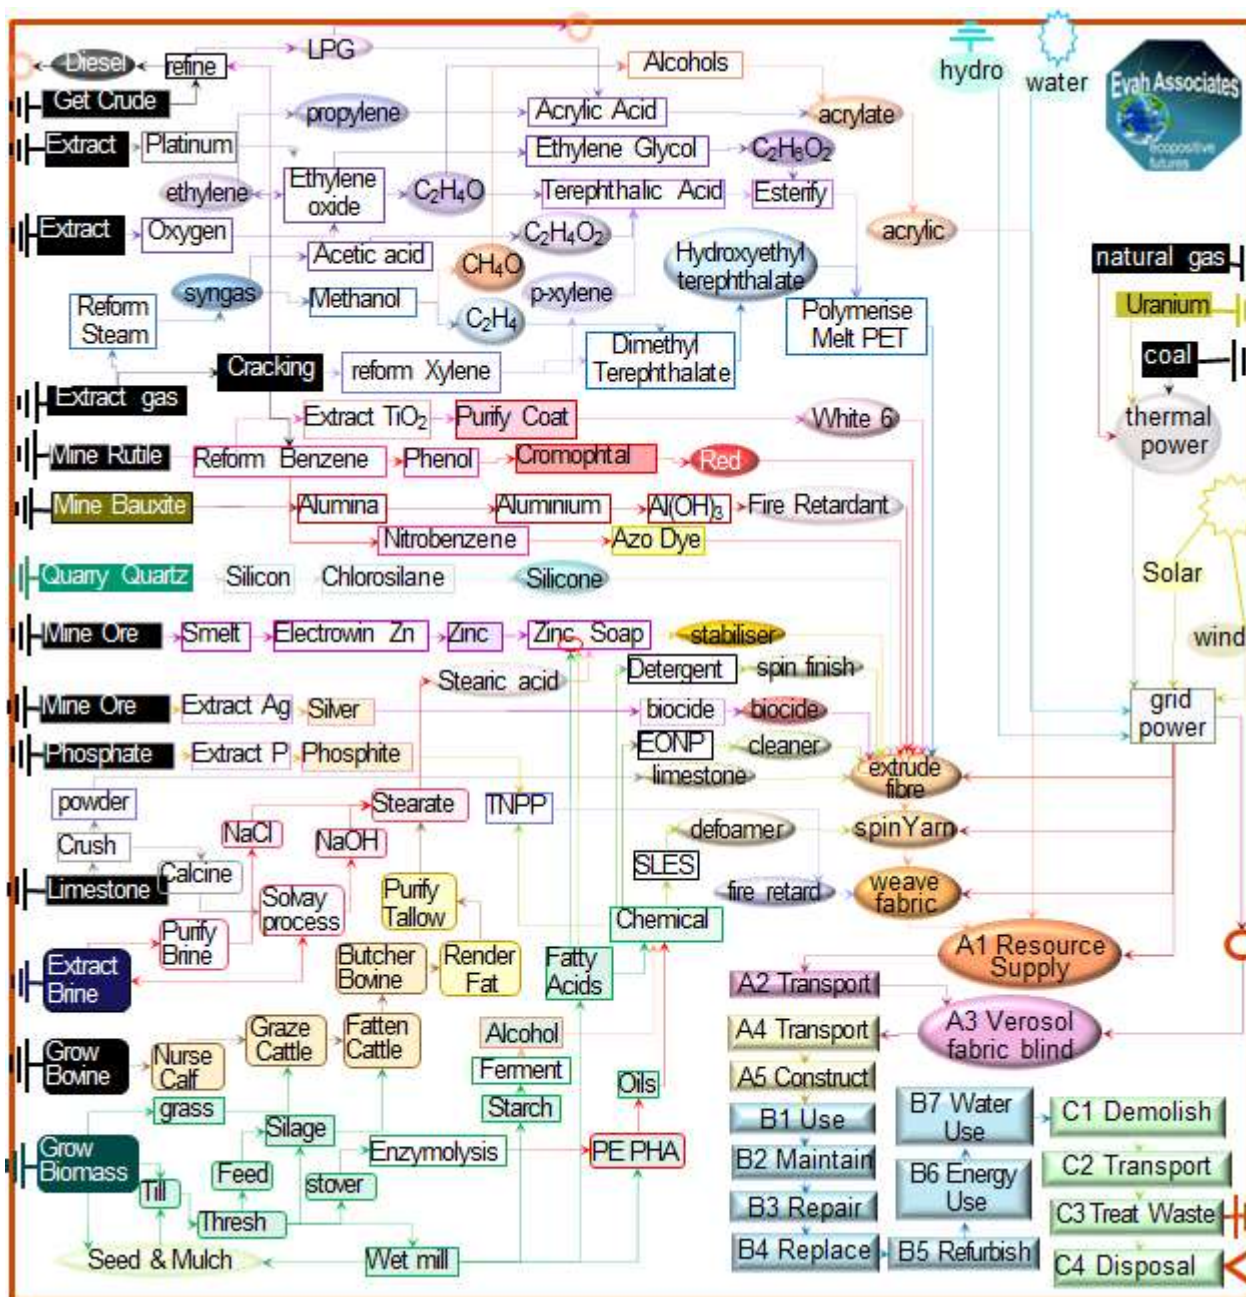 LPG
Diesel
refine
Alcohols
hydro
water
Evah Associates
ecopositive
futures
Get Crude
propylene
Acrylic Acid
acrylate
Extract
Platinum
Ethylene Glycol
C2H6O2
ethylene
Ethylene
oxide
C2H4O
Terephthalic Acid
Esterify
Extract
Oxygen
C2H4O2
acrylic
Acetic acid
CH4O
Hydroxyethyl
terephthalate
natural gas
syngas
Methanol
p-xylene
Uranium
Reform
Steam
C2H4
Polymerise
Melt PET
coal
Cracking
reform Xylene
Dimethyl
Terephthalate
Extract gas
Extract TiO2
Purify Coat
White 6
thermal
power
Mine Rutile
Reform Benzene
Phenol
Cromophtal
Red
Mine Bauxite
Alumina
Aluminium
Al(OH)3
Fire Retardant
Nitrobenzene
Azo Dye
Quarry Quartz
Silicon
Chlorosilane
Silicone
Solar
Mine Ore
Smelt
Electrowin Zn
Zinc
Zinc Soap
stabiliser
wind
Stearic acid
Detergent
spin finish
Mine Ore
Extract Ag
Silver
biocide
biocide
grid
power
Phosphate
Extract P
Phosphite
EONP
cleaner
limestone
extrude
fibre
powder
Stearate
TNPP
NaCl
NaOH
defoamer
spinYarn
Crush
Calcine
SLES
Limestone
Solvay
process
Purify
Tallow
fire retard
weave
fabric
Purify
Brine
Chemical
Extract
Brine
Butcher
Bovine
Render
Fat
Fatty
Acids
A1 Resource
Supply
A2 Transport
Grow
Bovine
Nurse
Calf
Graze
Cattle
Fatten
Cattle
Alcohol
A4 Transport
A3 Verosol
fabric blind
Ferment
Oils
A5 Construct
grass
Starch
B1 Use
B7 Water
Use
C1 Demolish
Silage
Grow
Biomass
Enzymolysis
PE PHA
B2 Maintain
B6 Energy
Use
C2 Transport
Till
Feed
stover
B3 Repair
C3 Treat Waste
Thresh
B4 Replace
B5 Refurbish
Seed & Mulch
Wet mill
C4 Disposal